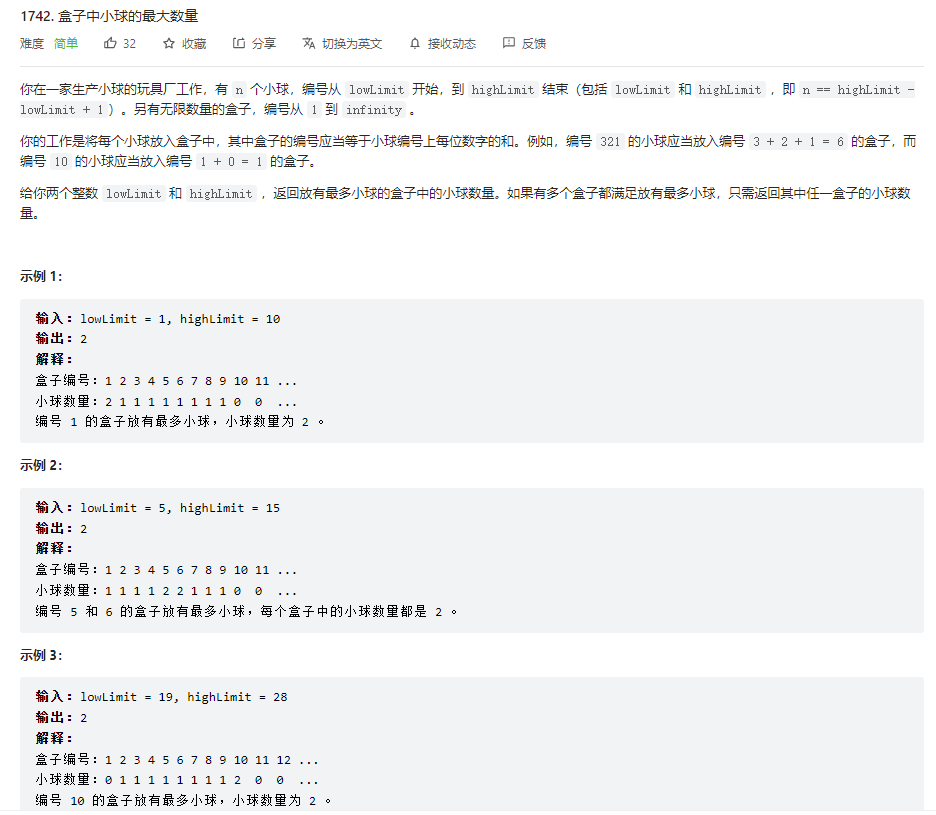 1742. 盒子中小球的最大数量
难度 简单 32 收藏 分享 切换为英文 接收动态 反馈
你在一家生产小球的玩具厂工作，有 n 个小球，编号从 lowLimit 开始，到 highLimit 结束（包括 lowLimit 和 highLimit ，即 n == highLimit -
lowLimit + 1 ）。另有无限数量的盒子，编号从 1 到 infinity 。
你的工作是将每个小球放入盒子中，其中盒子的编号应当等于小球编号上每位数字的和。例如，编号 321 的小球应当放入编号 3 + 2 + 1 = 6 的盒子，而
编号 10 的小球应当放入编号 1 + 0 = 1 的盒子。
给你两个整数 lowLimit 和 highLimit ，返回放有最多小球的盒子中的小球数量。如果有多个盒子都满足放有最多小球，只需返回其中任一盒子的小球数
量。
示例 1：
输入：lowLimit = 1, highLimit = 10
输出：2
解释：
盒子编号：1 2 3 4 5 6 7 8 9 10 11 ...
小球数量：2 1 1 1 1 1 1 1 1 0 0 ...
编号 1 的盒子放有最多小球，小球数量为 2 。
示例 2：
输入：lowLimit = 5, highLimit = 15
输出：2
解释：
盒子编号：1 2 3 4 5 6 7 8 9 10 11 ...
小球数量：1 1 1 1 2 2 1 1 1 0 0 ...
编号 5 和 6 的盒子放有最多小球，每个盒子中的小球数量都是 2 。
示例 3：
输入：lowLimit = 19, highLimit = 28
输出：2
解释：
盒子编号：1 2 3 4 5 6 7 8 9 10 11 12 ...
小球数量：0 1 1 1 1 1 1 1 1 2 0 0 ...
编号 10 的盒子放有最多小球，小球数量为 2 。